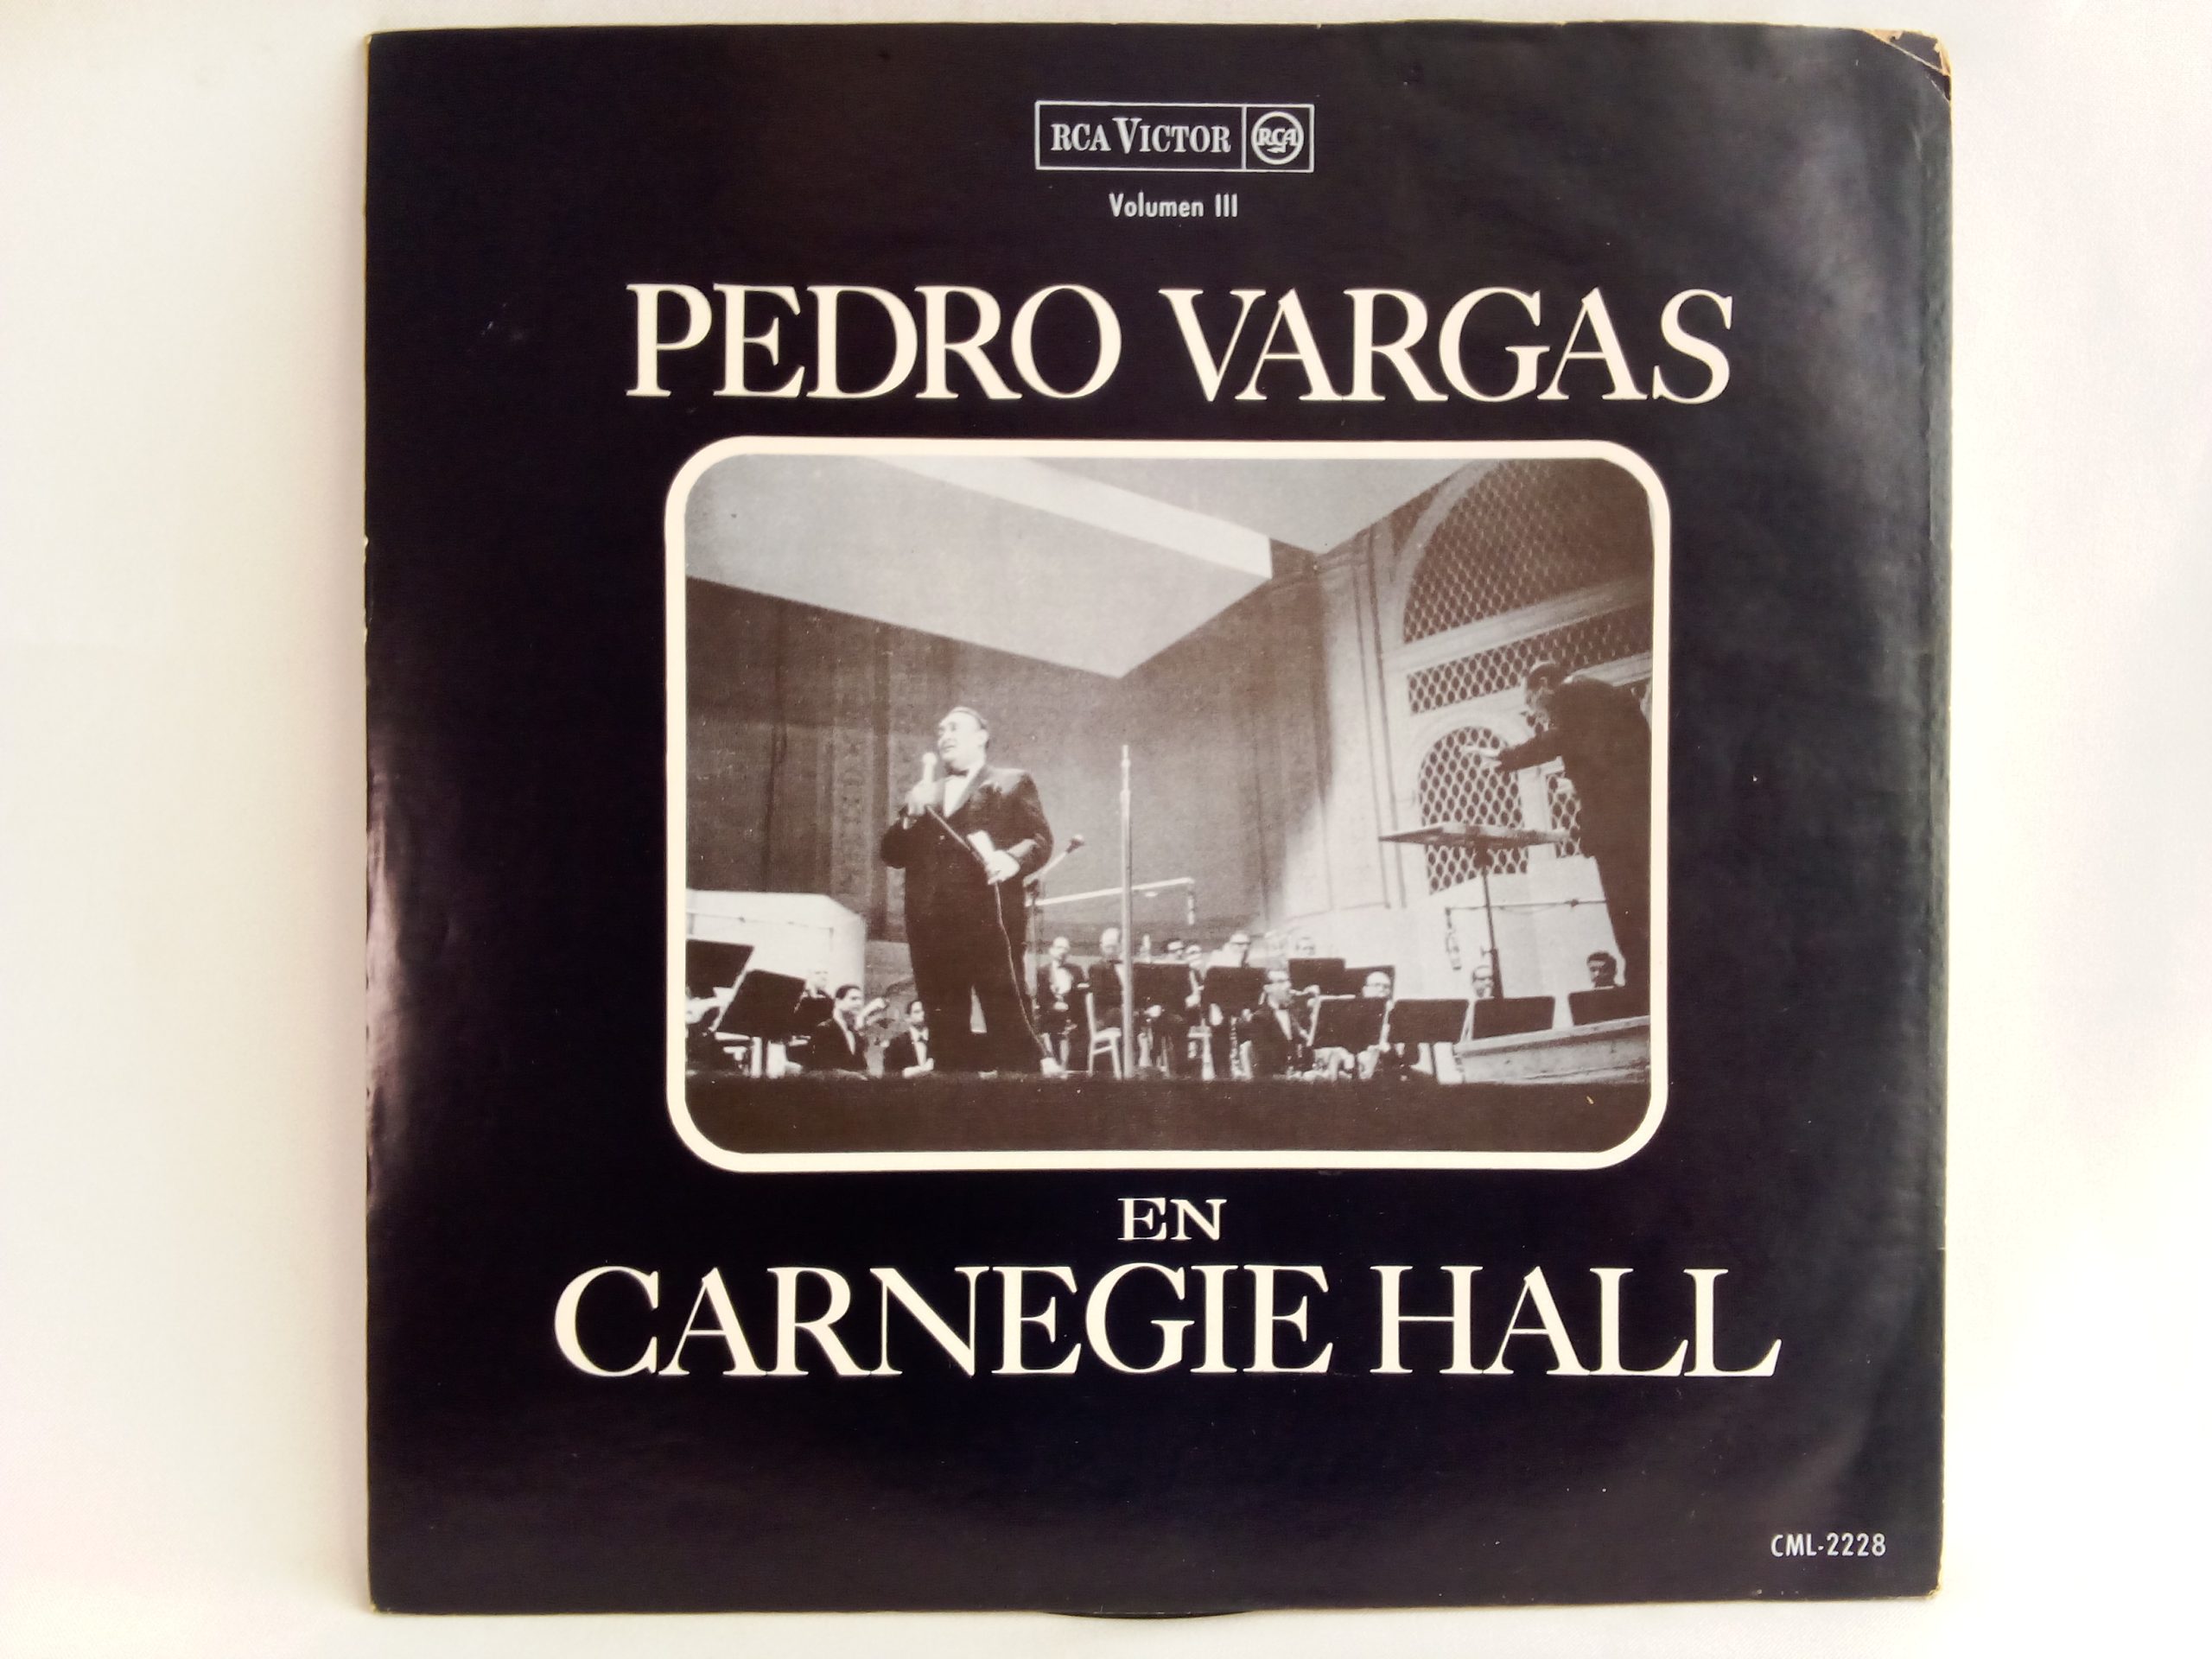 RCA VICTOR RCA
Volumen III
PEDRO VARGAS
EN
CARNEGIE HALL
CML-2228